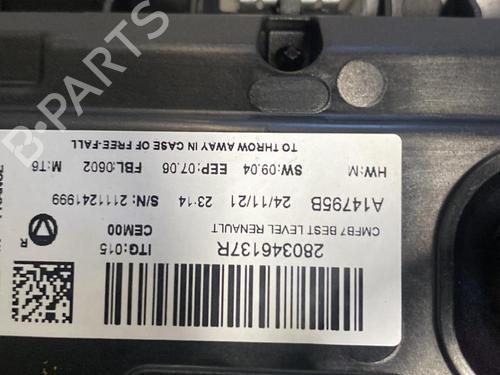 280346137R
ITG:015
CMFB7 BEST LEVEL RENAULT
CEM00
A14795B 24/11/21 23:14 S/N: 2111241999
HW:M SW:09.04 EEP:07.06 FBL:0602 M:T6
TO THROW AWAY IN CASE OF FREE-FALL
R
B-PARTS